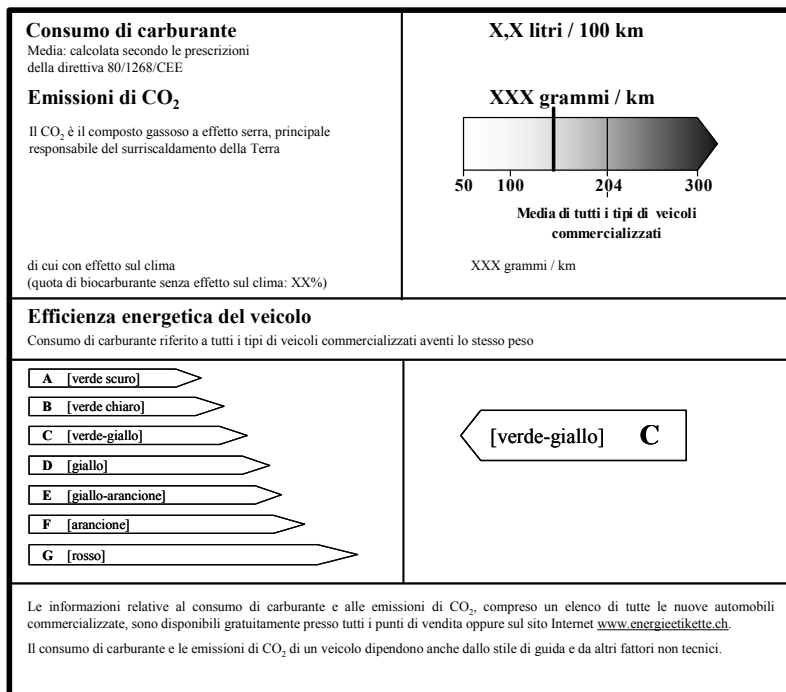 Consumo di carburante
Media: calcolata secondo le prescrizioni
della direttiva 80/1268/CEE
X,X litri / 100 km
Emissioni di CO2
Il CO2 è il composto gassoso a effetto serra, principale
responsabile del surriscaldamento della Terra
XXX grammi / km
50 100 204 300
Media di tutti i tipi di veicoli
commercializzati
di cui con effetto sul clima
(quota di biocarburante senza effetto sul clima: XX%)
XXX grammi / km
Efficienza energetica del veicolo
Consumo di carburante riferito a tutti i tipi di veicoli commercializzati aventi lo stesso peso
A [verde scuro]
B [verde chiaro]
C [verde-giallo]
D [giallo]
E [giallo-arancione]
F [arancione]
G [rosso]
[verde-giallo] C
Le informazioni relative al consumo di carburante e alle emissioni di CO2, compreso un elenco di tutte le nuove automobili
commercializzate, sono disponibili gratuitamente presso tutti i punti di vendita oppure sul sito Internet www.energieetikette.ch.
Il consumo di carburante e le emissioni di CO2 di un veicolo dipendono anche dallo stile di guida e da altri fattori non tecnici.